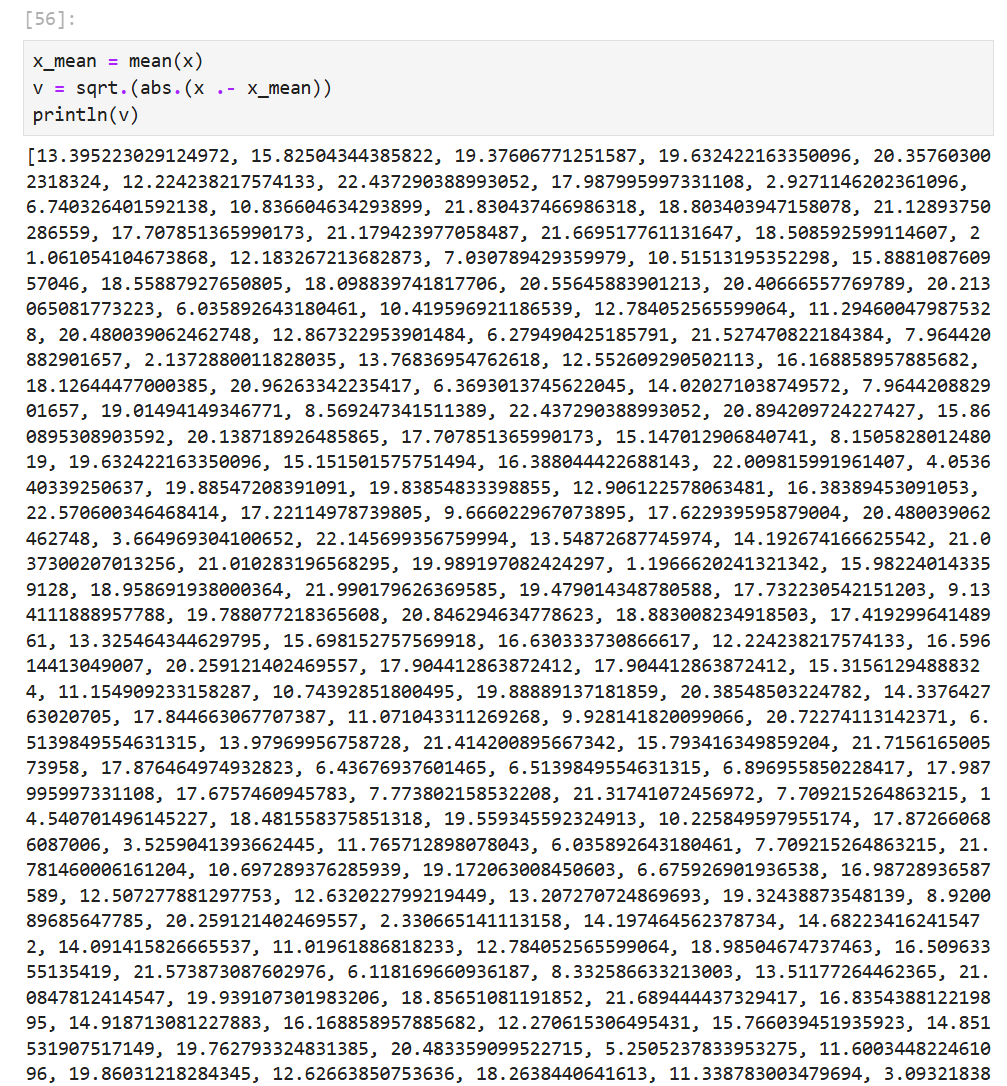 [56]:
x_mean = mean(x)
v = sqrt.(abs.(x .- x_mean))
println(v)
[13.395223029124972, 15.82504344385822, 19.37606771251587, 19.632422163350096, 20.35760300
2318324, 12.224238217574133, 22.437290388993052, 17.987995997331108, 2.9271146202361096,
6.740326401592138, 10.836604634293899, 21.830437466986318, 18.803403947158078, 21.12893750
286559, 17.707851365990173, 21.179423977058487, 21.669517761131647, 18.508592599114607, 2
1.061054104673868, 12.183267213682873, 7.030789429359979, 10.51513195352298, 15.8881087609
57046, 18.55887927650805, 18.098839741817706, 20.55645883901213, 20.40666557769789, 20.213
065081773223, 6.035892643180461, 10.419596921186539, 12.784052565599064, 11.29460047987532
8, 20.480039062462748, 12.867322953901484, 6.279490425185791, 21.527470822184384, 7.964420
882901657, 2.1372880011828035, 13.76836954762618, 12.552609290502113, 16.168858957885682,
18.12644477000385, 20.96263342235417, 6.3693013745622045, 14.020271038749572, 7.9644208829
01657, 19.01494149346771, 8.569247341511389, 22.437290388993052, 20.894209724227427, 15.86
0895308903592, 20.138718926485865, 17.707851365990173, 15.147012906840741, 8.1505828012480
19, 19.632422163350096, 15.151501575751494, 16.388044422688143, 22.009815991961407, 4.0536
40339250637, 19.88547208391091, 19.83854833398855, 12.906122578063481, 16.38389453091053,
22.570600346468414, 17.22114978739805, 9.666022967073895, 17.622939595879004, 20.480039062
462748, 3.664969304100652, 22.145699356759994, 13.54872687745974, 14.192674166625542, 21.0
37300207013256, 21.010283196568295, 19.989197082424297, 1.1966620241321342, 15.98224014335
9128, 18.958691938000364, 21.990179626369585, 19.479014348780588, 17.732230542151203, 9.13
4111888957788, 19.788077218365608, 20.846294634778623, 18.883008234918503, 17.419299641489
61, 13.325464344629795, 15.698152757569918, 16.630333730866617, 12.224238217574133, 16.596
14413049007, 20.259121402469557, 17.904412863872412, 17.904412863872412, 15.3156129488832
4, 11.154909233158287, 10.74392851800495, 19.88889137181859, 20.38548503224782, 14.3376427
63020705, 17.844663067707387, 11.071043311269268, 9.928141820099066, 20.72274113142371, 6.
5139849554631315, 13.97969956758728, 21.414200895667342, 15.793416349859204, 21.7156165005
73958, 17.876464974932823, 6.43676937601465, 6.5139849554631315, 6.896955850228417, 17.987
995997331108, 17.6757460945783, 7.773802158532208, 21.31741072456972, 7.709215264863215, 1
4.540701496145227, 18.481558375851318, 19.559345592324913, 10.225849597955174, 17.87266068
6087006, 3.5259041393662445, 11.765712898078043, 6.035892643180461, 7.709215264863215, 21.
781460006161204, 10.697289376285939, 19.172063008450603, 6.675926901936538, 16.98728936587
589, 12.507277881297753, 12.632022799219449, 13.207270724869693, 19.32438873548139, 8.9200
89685647785, 20.259121402469557, 2.330665141113158, 14.197464562378734, 14.68223416241547
2, 14.091415826665537, 11.01961886818233, 12.784052565599064, 18.98504674737463, 16.509633
55135419, 21.573873087602976, 6.118169660936187, 8.332586633213003, 13.51177264462365, 21.
0847812414547, 19.939107301983206, 18.85651081191852, 21.689444437329417, 16.8354388122198
95, 14.918713081227883, 16.168858957885682, 12.270615306495431, 15.766039451935923, 14.851
531907517149, 19.762793324831385, 20.483359099522715, 5.2505237833953275, 11.6003448224610
96, 19.86031218284345, 12.62663850753636, 18.2638440641613, 11.338783003479694, 3.09321838